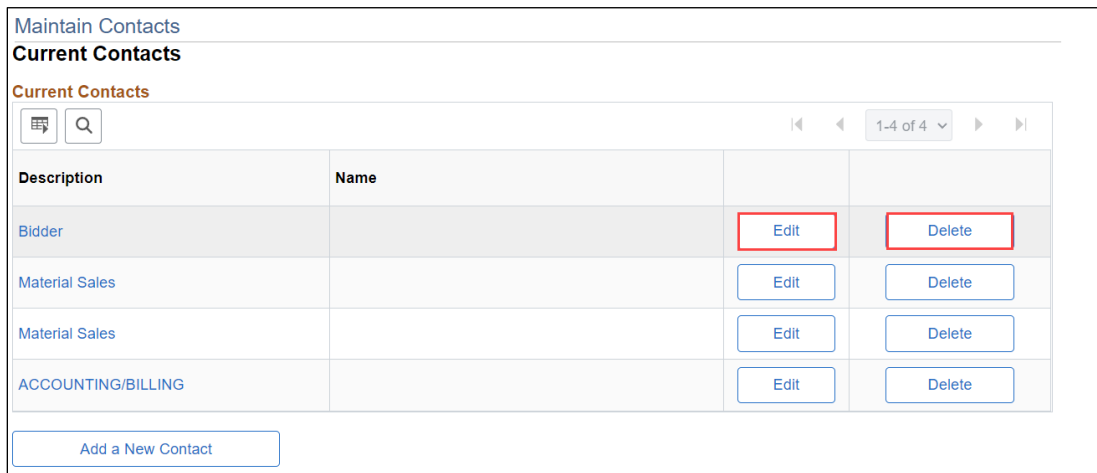 Maintain Contacts
Current Contacts
Current Contacts
1-4 of 4
Description Name
Bidder Edit Delete
Material Sales Edit Delete
Material Sales Edit Delete
ACCOUNTING/BILLING Edit Delete
Add a New Contact